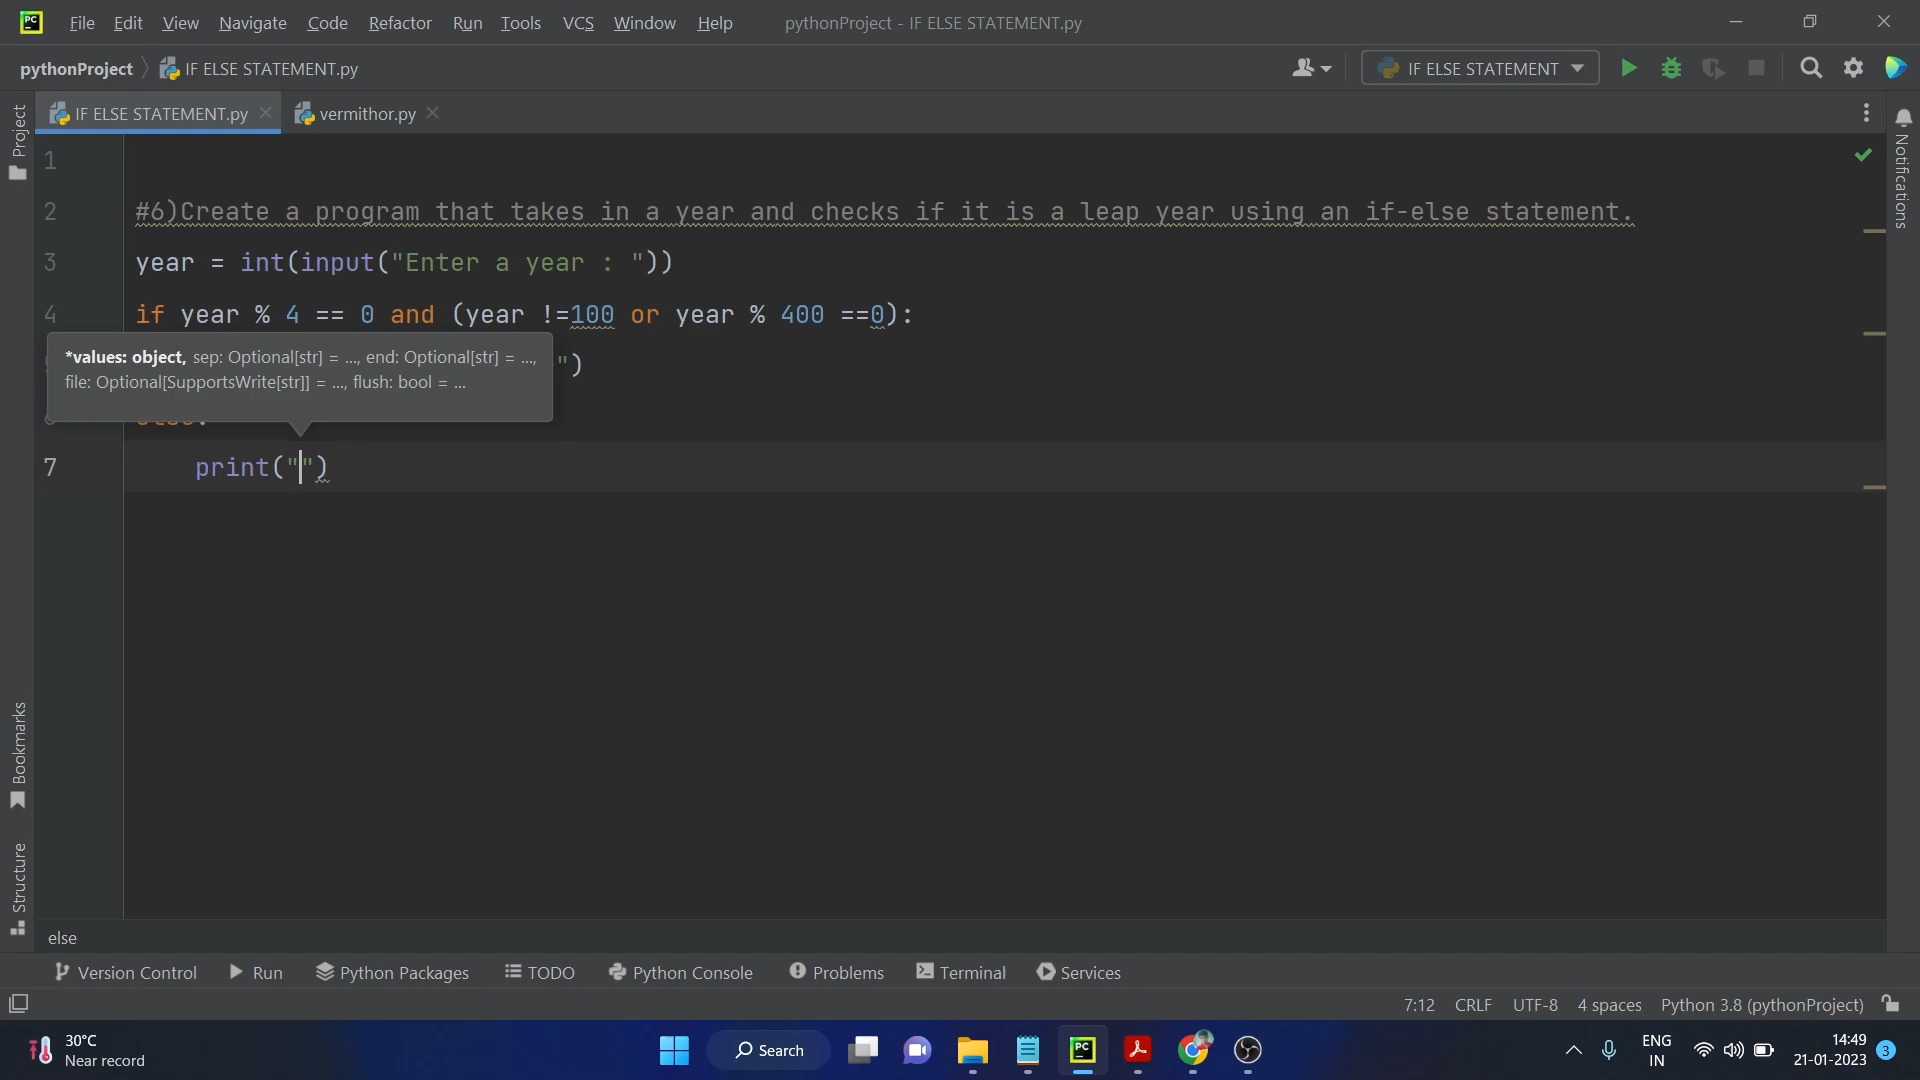 PC File Edit View Navigate Code Refactor Run Tools VCS Window Help pythonProject - IF ELSE STATEMENT.py
pythonProject IF ELSE STATEMENT.py IF ELSE STATEMENT
IF ELSE STATEMENT.py vermithor.py
Project
Notifications
1
2 #6)Create a program that takes in a year and checks if it is a leap year using an if-else statement.
3 year = int(input("Enter a year : "))
4 if year % 4 == 0 and (year !=100 or year % 400 ==0):
*values: object, sep: Optional[str] = ..., end: Optional[str] = ...,
file: Optional[SupportsWrite[str]] = ..., flush: bool = ...
")
7 print("")
Bookmarks
Structure
else
Version Control Run Python Packages TODO Python Console Problems Terminal Services
7:12 CRLF UTF-8 4 spaces Python 3.8 (pythonProject)
30°C
Near record
Search
PC
ENG
IN
14:49
21-01-2023
3